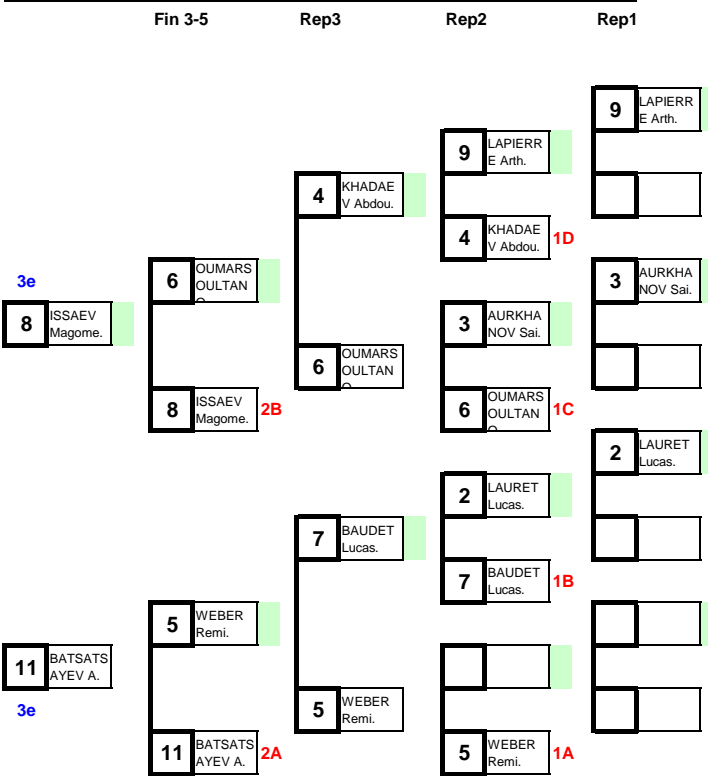 Fin 3-5 Rep3 Rep2 Rep1
9 LAPIERR
E Arth.
9 LAPIERR
E Arth.
4 KHADAE
V Abdou.
4 KHADAE
V Abdou. 1D
3e
6 OUMARS
OULTAN
3 AURKHA
NOV Sai.
8 ISSAEV
Magome.
3 AURKHA
NOV Sai.
6 OUMARS
OULTAN
8 ISSAEV
Magome. 2B
6 OUMARS
OULTAN
1C
2 LAURET
Lucas.
2 LAURET
Lucas.
7 BAUDET
Lucas.
7 BAUDET
Lucas. 1B
5 WEBER
Remi.
11 BATSATS
AYEV A.
3e
5 WEBER
Remi.
11 BATSATS
AYEV A. 2A
5 WEBER
Remi. 1A